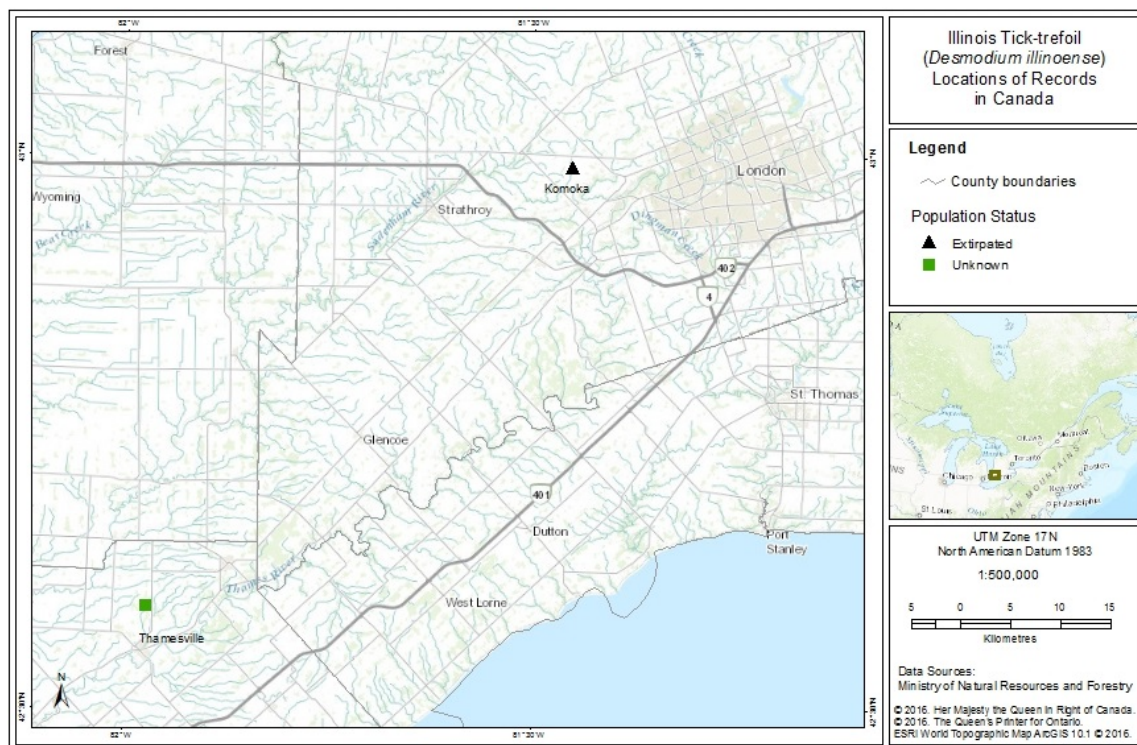 82°W
81°30'W
Forest
Creek
43°N
43°N
London
Komoka
Wyoming
Strathroy
Sydenham River
Bear Creek
Dingman Creek
402
4
St. Thomas
Glencoe
401
Dutton
Port
Stanley
Thames River
West Lorne
Thamesville
N
42°30'N
42°30'N
82°W
81°30'W
Illinois Tick-trefoil
(Desmodium illinoense)
Locations of Records
in Canada
Legend
County boundaries
Population Status
Extirpated
Unknown
Lake
Ottawa
Montreal
Toronto
Chicago
Boston
New York
Philadelphia
St Louis
Mississippi
MOUNTAINS
UTM Zone 17N
North American Datum 1983
1:500,000
5 0 5 10 15
Kilometres
Data Sources:
Ministry of Natural Resources and Forestry
© 2016. Her Majesty the Queen in Right of Canada.
© 2016. The Queen's Printer for Ontario.
ESRI World Topographic Map ArcGIS 10.1 © 2016.